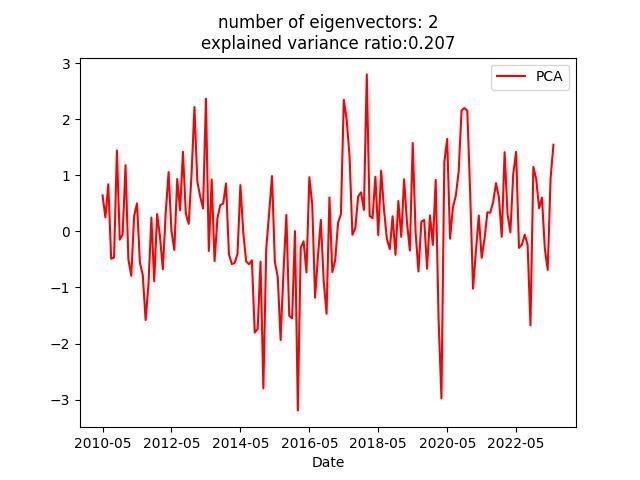 number of eigenvectors: 2
explained variance ratio:0.207
PCA
3
2
1
0
−1
−2
−3
2010-05 2012-05 2014-05 2016-05 2018-05 2020-05 2022-05
Date